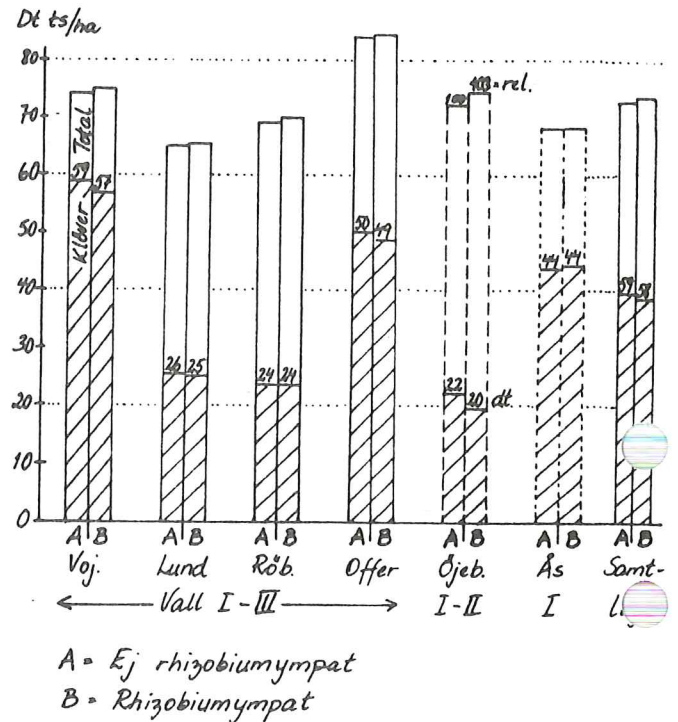 Dt ts/ha
80
70
60
50
40
30
20
10
0
Total
Klöver
59 57
26 25
24 24
50 49
100 103 = rel.
22 20 dt
44 44
59 58
A B A B A B A B A B A B A B
Voj. Lund Röb. Offer Öjeb. Ås Samt-
Vall I-III I-II I
A = Ej rhizobiumympat
B = Rhizobiumympat